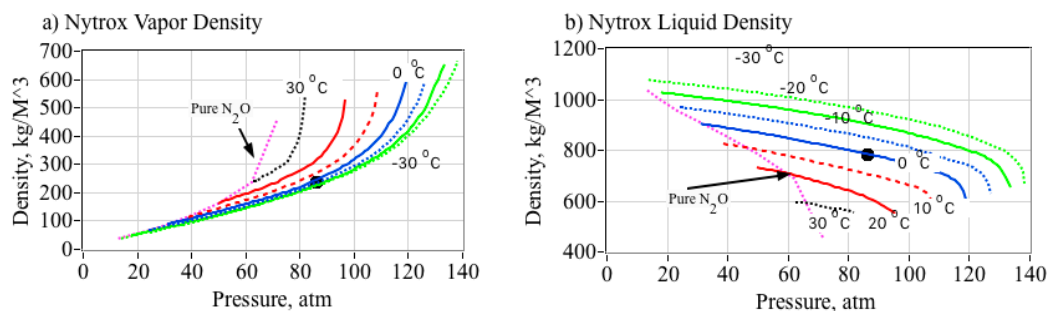 a) Nytrox Vapor Density
700
600
500
400
300
200
100
0
0 20 40 60 80 100 120 140
Density, kg/M^3
Pressure, atm
Pure N2O
30 °C
0 °C
-30 °C
b) Nytrox Liquid Density
1200
1000
800
600
400
0 20 40 60 80 100 120 140
Density, kg/M^3
Pressure, atm
-30 °C
-20 °C
-10 °C
0 °C
10 °C
Pure N2O
30 °C 20 °C